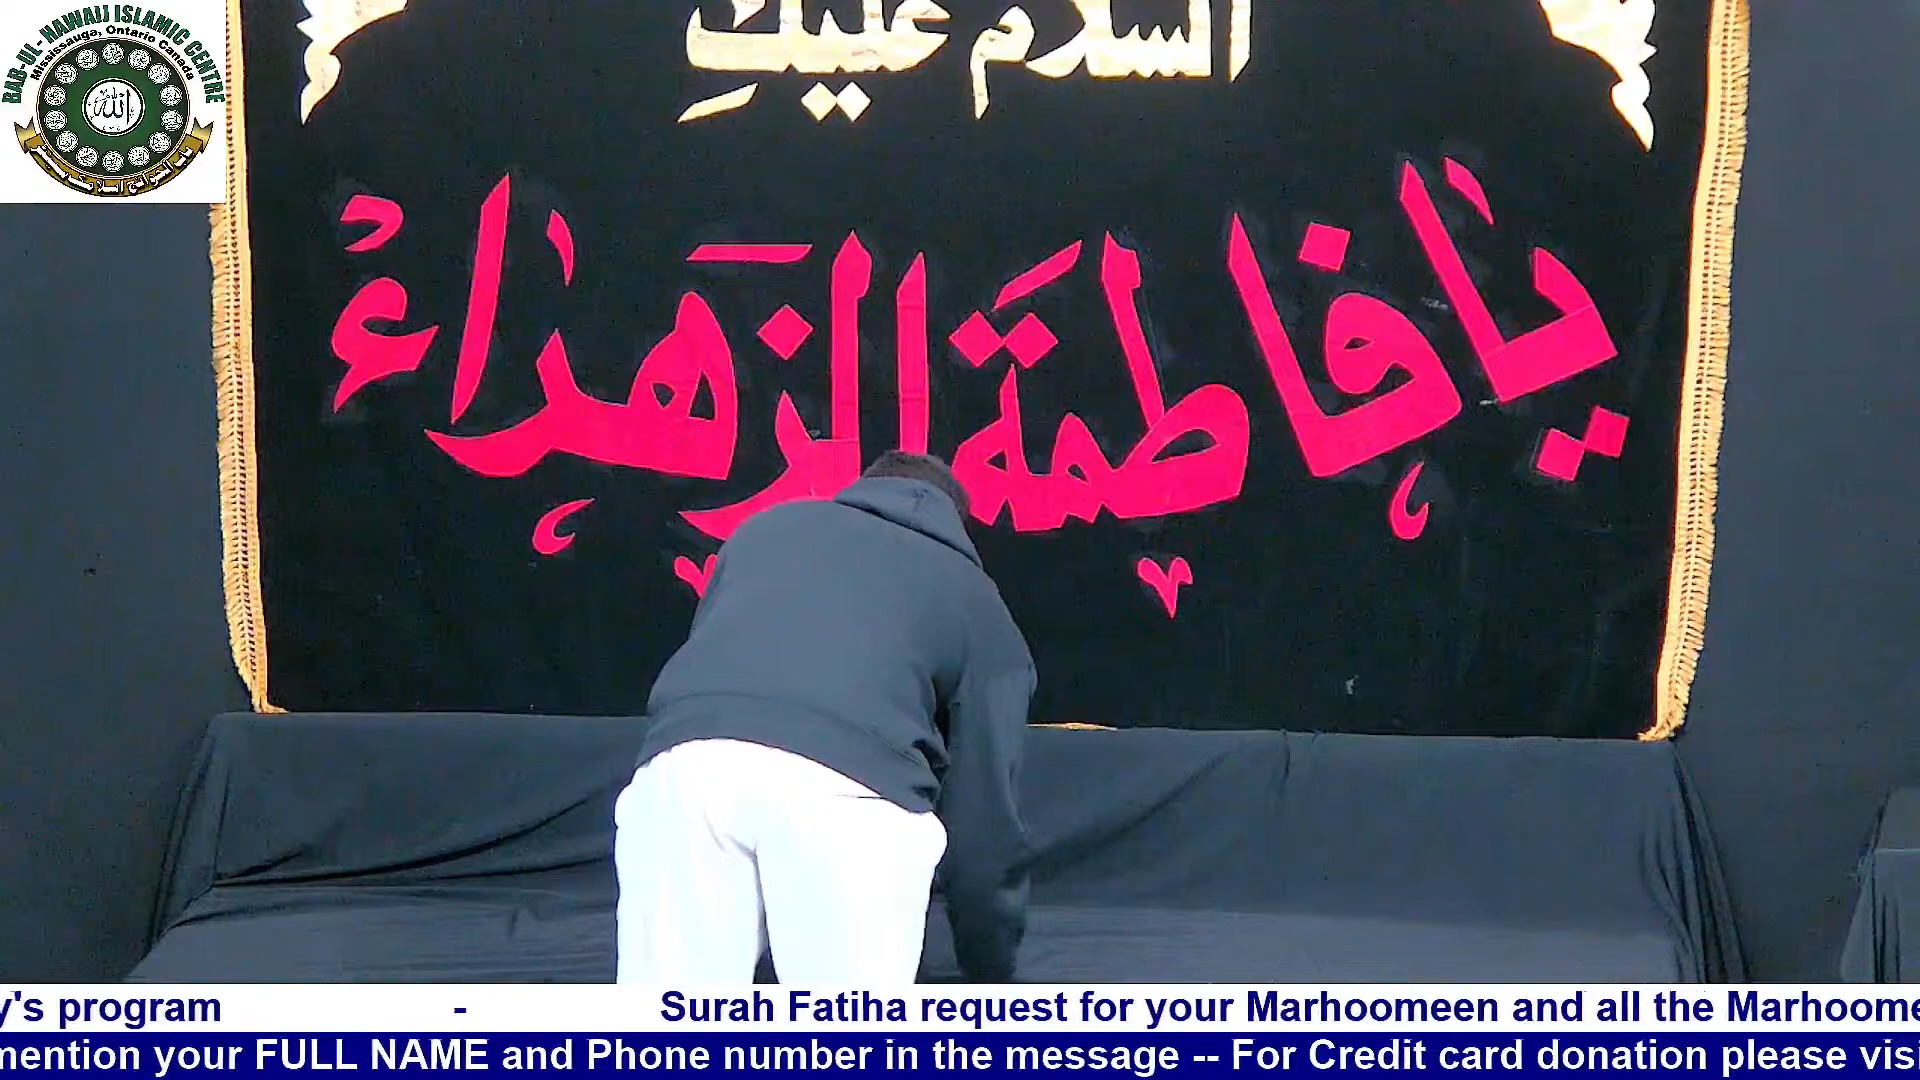 BAB-UL-HAWAIJ ISLAMIC CENTRE
Mississauga, Ontario Canada
الله
السلام عليكِ
يا فاطمة الزهراء
y's program - Surah Fatiha request for your Marhoomeen and all the Marhoome
mention your FULL NAME and Phone number in the message -- For Credit card donation please visi